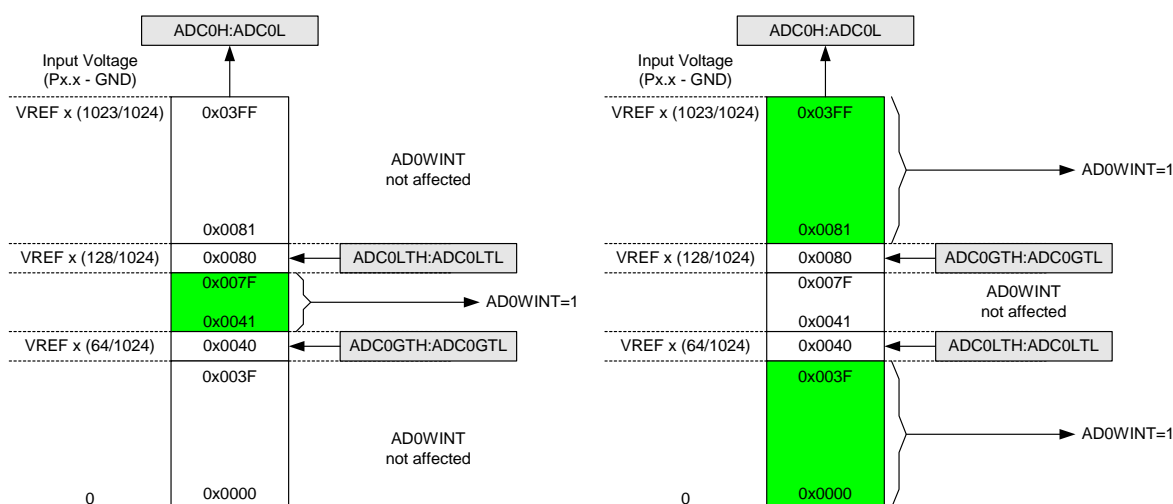 ADC0H:ADC0L
Input Voltage
(Px.x - GND)
VREF x (1023/1024)
0x03FF
AD0WINT
not affected
0x0081
VREF x (128/1024)
0x0080
ADC0LTH:ADC0LTL
0x007F
AD0WINT=1
0x0041
VREF x (64/1024)
0x0040
ADC0GTH:ADC0GTL
0x003F
AD0WINT
not affected
0
0x0000
ADC0H:ADC0L
Input Voltage
(Px.x - GND)
VREF x (1023/1024)
0x03FF
AD0WINT=1
0x0081
VREF x (128/1024)
0x0080
ADC0GTH:ADC0GTL
0x007F
AD0WINT
not affected
0x0041
VREF x (64/1024)
0x0040
ADC0LTH:ADC0LTL
0x003F
AD0WINT=1
0
0x0000